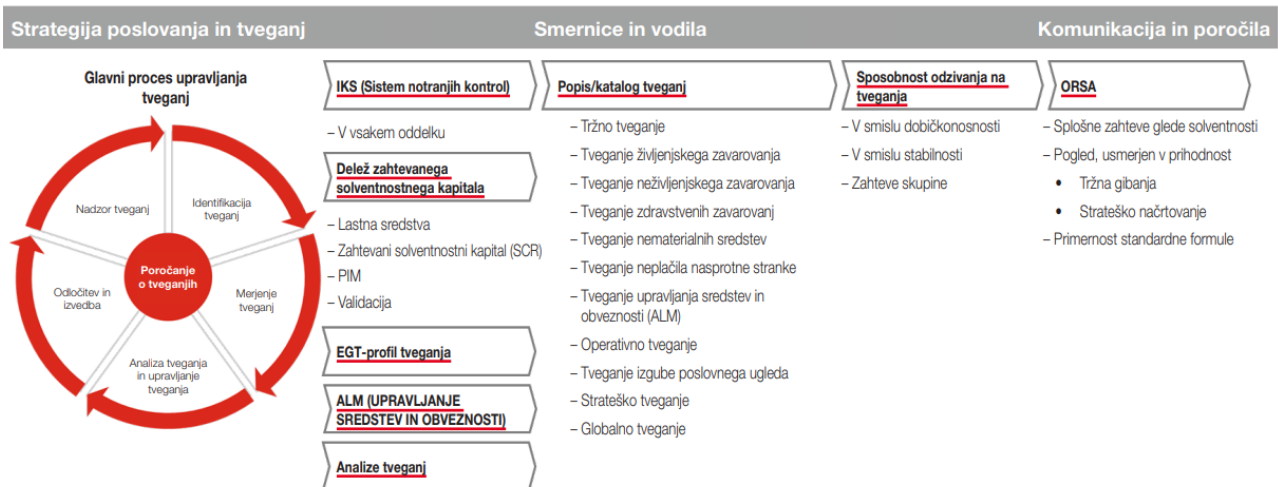 Strategija poslovanja in tveganj
Smernice in vodila
Komunikacija in poročila
Glavni proces upravljanja
tveganj
Nadzor tveganj
Identifikacija
tveganj
Poročanje
o tveganjih
Odločitev in
izvedba
Merjenje
tveganj
Analiza tveganja
in upravljanje
tveganja
IKS (Sistem notranjih kontrol)
– V vsakem oddelku
Delež zahtevanega
solventnostnega kapitala
– Lastna sredstva
– Zahtevani solventnostni kapital (SCR)
– PIM
– Validacija
EGT-profil tveganja
ALM (UPRAVLJANJE
SREDSTEV IN OBVEZNOSTI)
Analize tveganj
Popis/katalog tveganj
– Tržno tveganje
– Tveganje življenjskega zavarovanja
– Tveganje neživljenjskega zavarovanja
– Tveganje zdravstvenih zavarovanj
– Tveganje nematerialnih sredstev
– Tveganje neplačila nasprotne stranke
– Tveganje upravljanja sredstev in
obveznosti (ALM)
– Operativno tveganje
– Tveganje izgube poslovnega ugleda
– Strateško tveganje
– Globalno tveganje
Sposobnost odzivanja na
tveganja
– V smislu dobičkonosnosti
– V smislu stabilnosti
– Zahteve skupine
ORSA
– Splošne zahteve glede solventnosti
– Pogled, usmerjen v prihodnost
• Tržna gibanja
• Strateško načrtovanje
– Primernost standardne formule